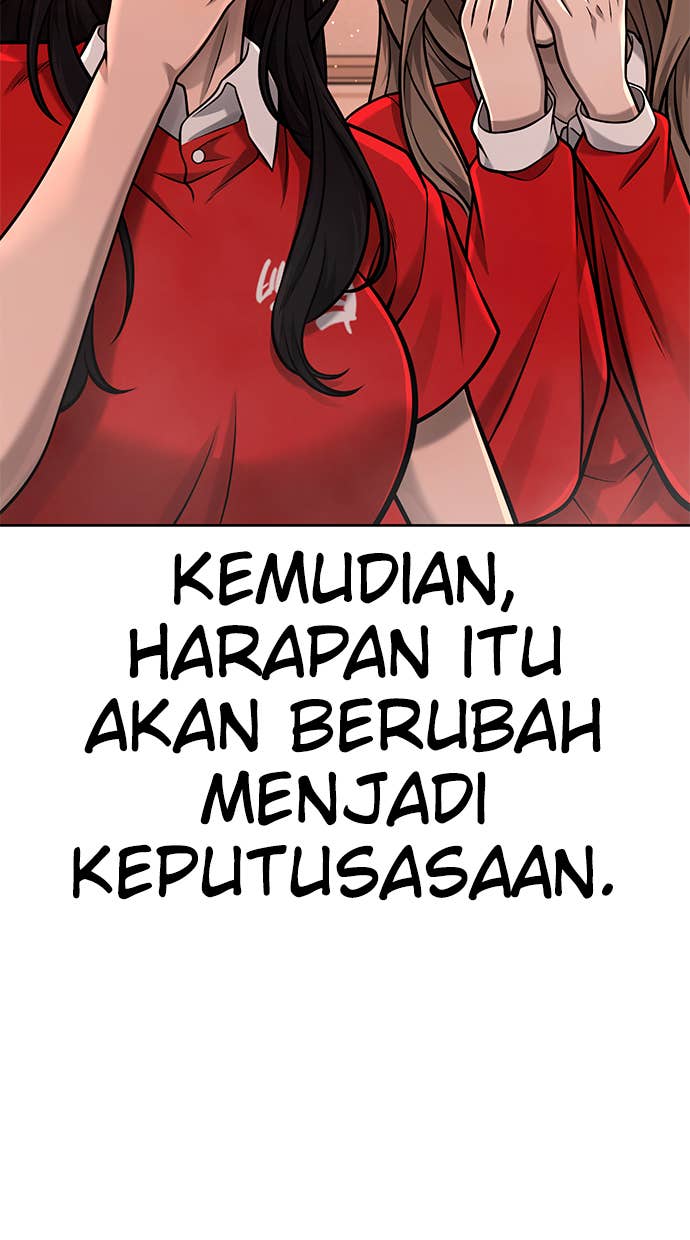 KEMUDIAN,
HARAPAN ITU
AKAN BERUBAH
MENJADI
KEPUTUSASAAN.